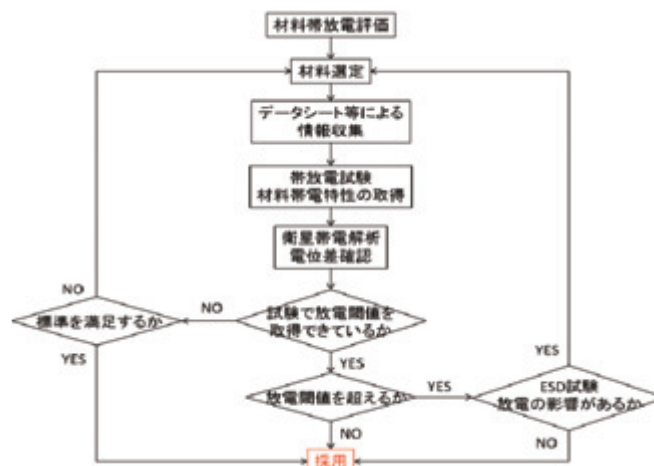 材料帯放電評価
材料選定
データシート等による
情報収集
帯放電試験
材料帯電特性の取得
衛星帯電解析
電位差確認
NO
標準を満足するか
YES
NO
試験で放電閾値を
取得できているか
YES
放電閾値を超えるか
YES
NO
YES
ESD試験
放電の影響があるか
NO
採用